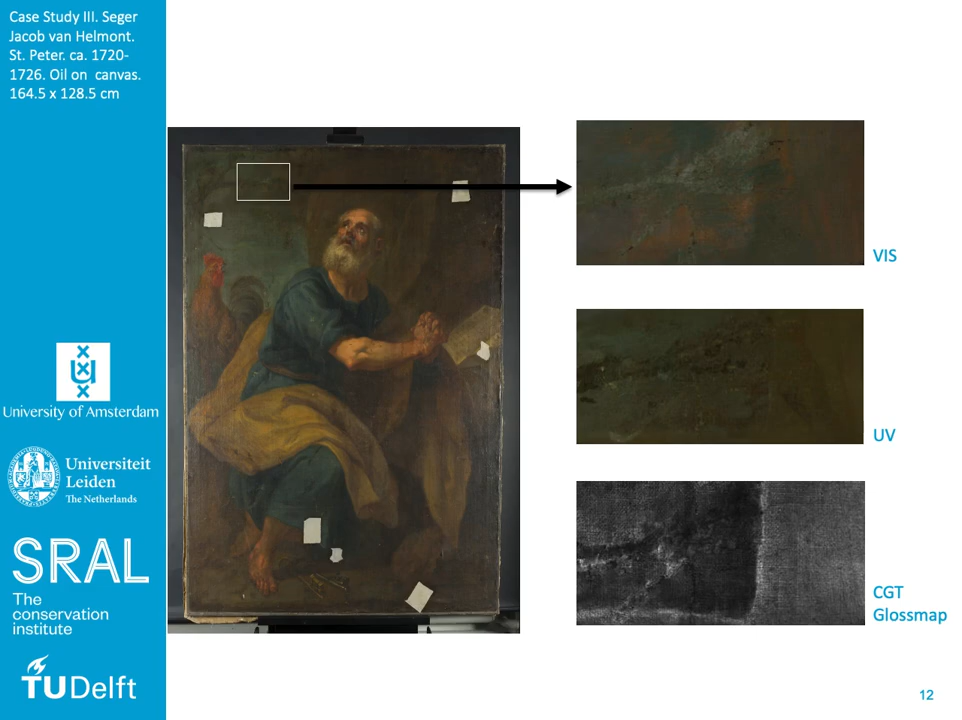 Case Study III. Seger
Jacob van Helmont.
St. Peter. ca. 1720-
1726. Oil on canvas.
164.5 x 128.5 cm
VIS
UV
CGT
Glossmap
University of Amsterdam
Universiteit
Leiden
The Netherlands
SRAL
The
conservation
institute
TUDelft
12